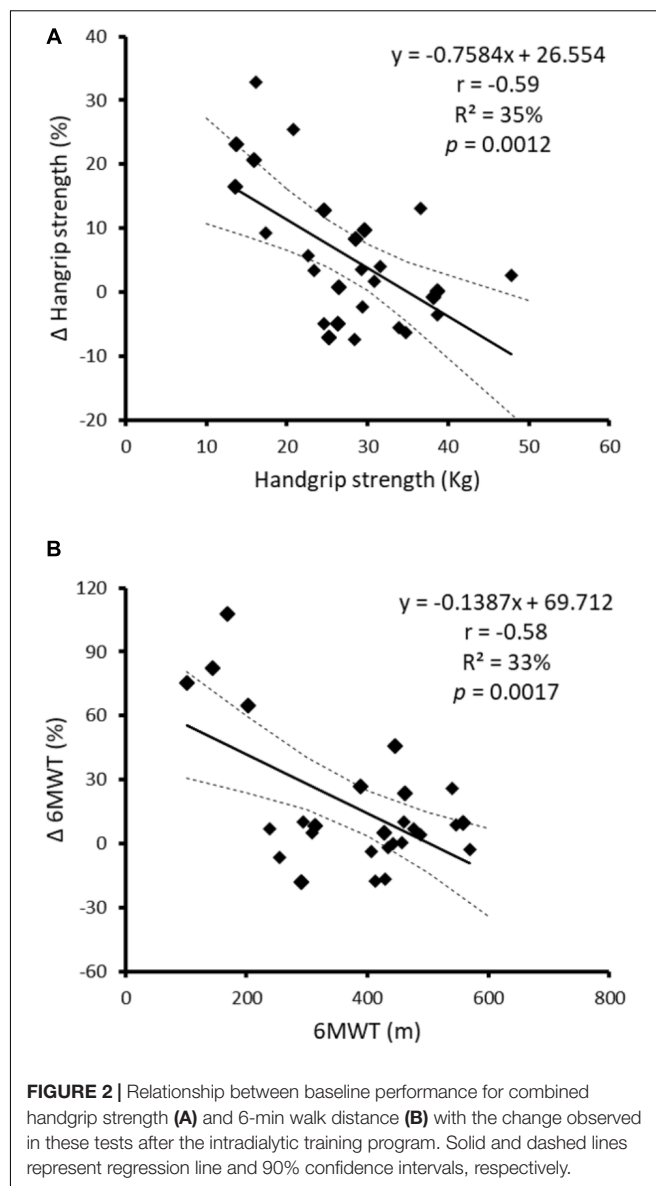 A
40
30
20
10
0
-10
-20
Δ Hangrip strength (%)
y = -0.7584x + 26.554
r = -0.59
R² = 35%
p = 0.0012
0 10 20 30 40 50 60
Handgrip strength (Kg)
B
120
90
60
30
0
-30
-60
Δ 6MWT (%)
y = -0.1387x + 69.712
r = -0.58
R² = 33%
p = 0.0017
0 200 400 600 800
6MWT (m)
FIGURE 2 | Relationship between baseline performance for combined
handgrip strength (A) and 6-min walk distance (B) with the change observed
in these tests after the intradialytic training program. Solid and dashed lines
represent regression line and 90% confidence intervals, respectively.